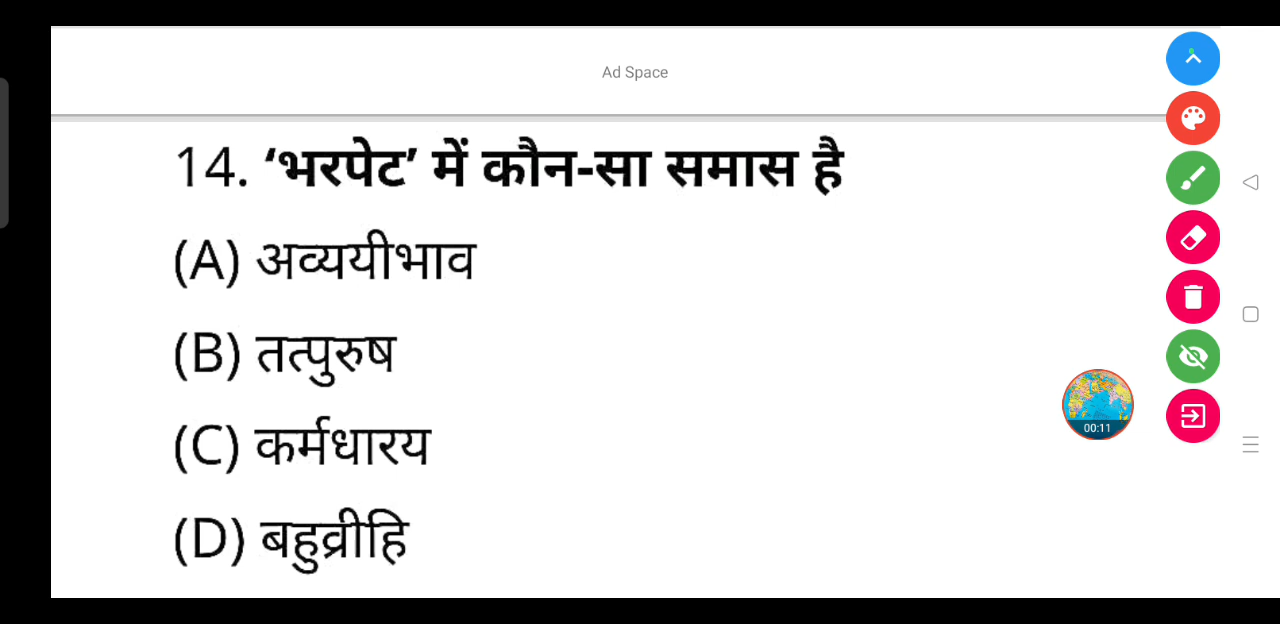 Ad Space
14. ‘भरपेट’ में कौन-सा समास है
(A) अव्ययीभाव
(B) तत्पुरुष
(C) कर्मधारय
(D) बहुव्रीहि
00:11